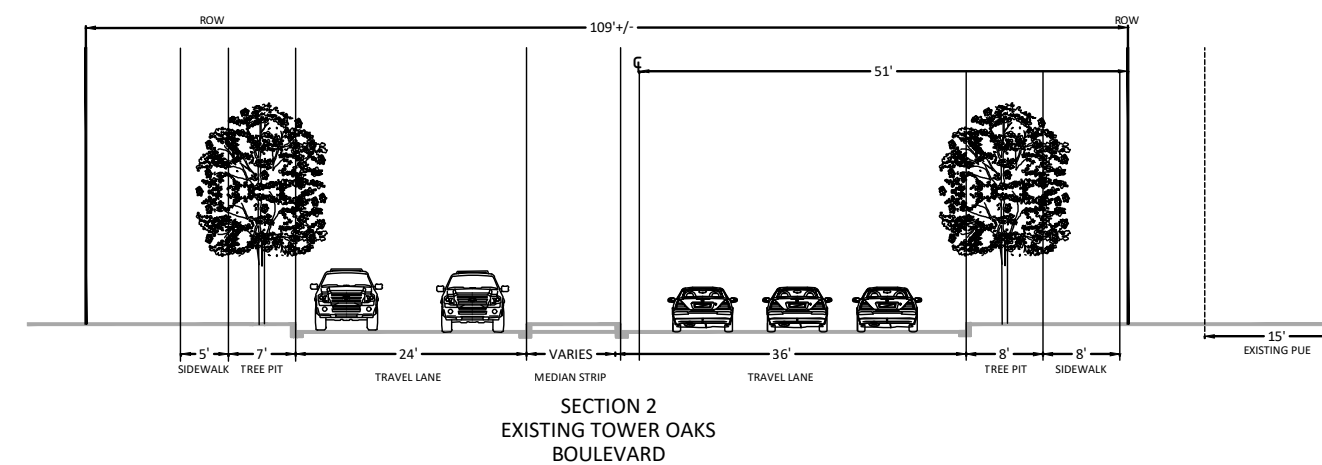 ROW
ROW
109'+/-
℄
51'
5'
7'
24'
VARIES
36'
8'
8'
15'
SIDEWALK
TREE PIT
TRAVEL LANE
MEDIAN STRIP
TRAVEL LANE
TREE PIT
SIDEWALK
EXISTING PUE
SECTION 2
EXISTING TOWER OAKS
BOULEVARD